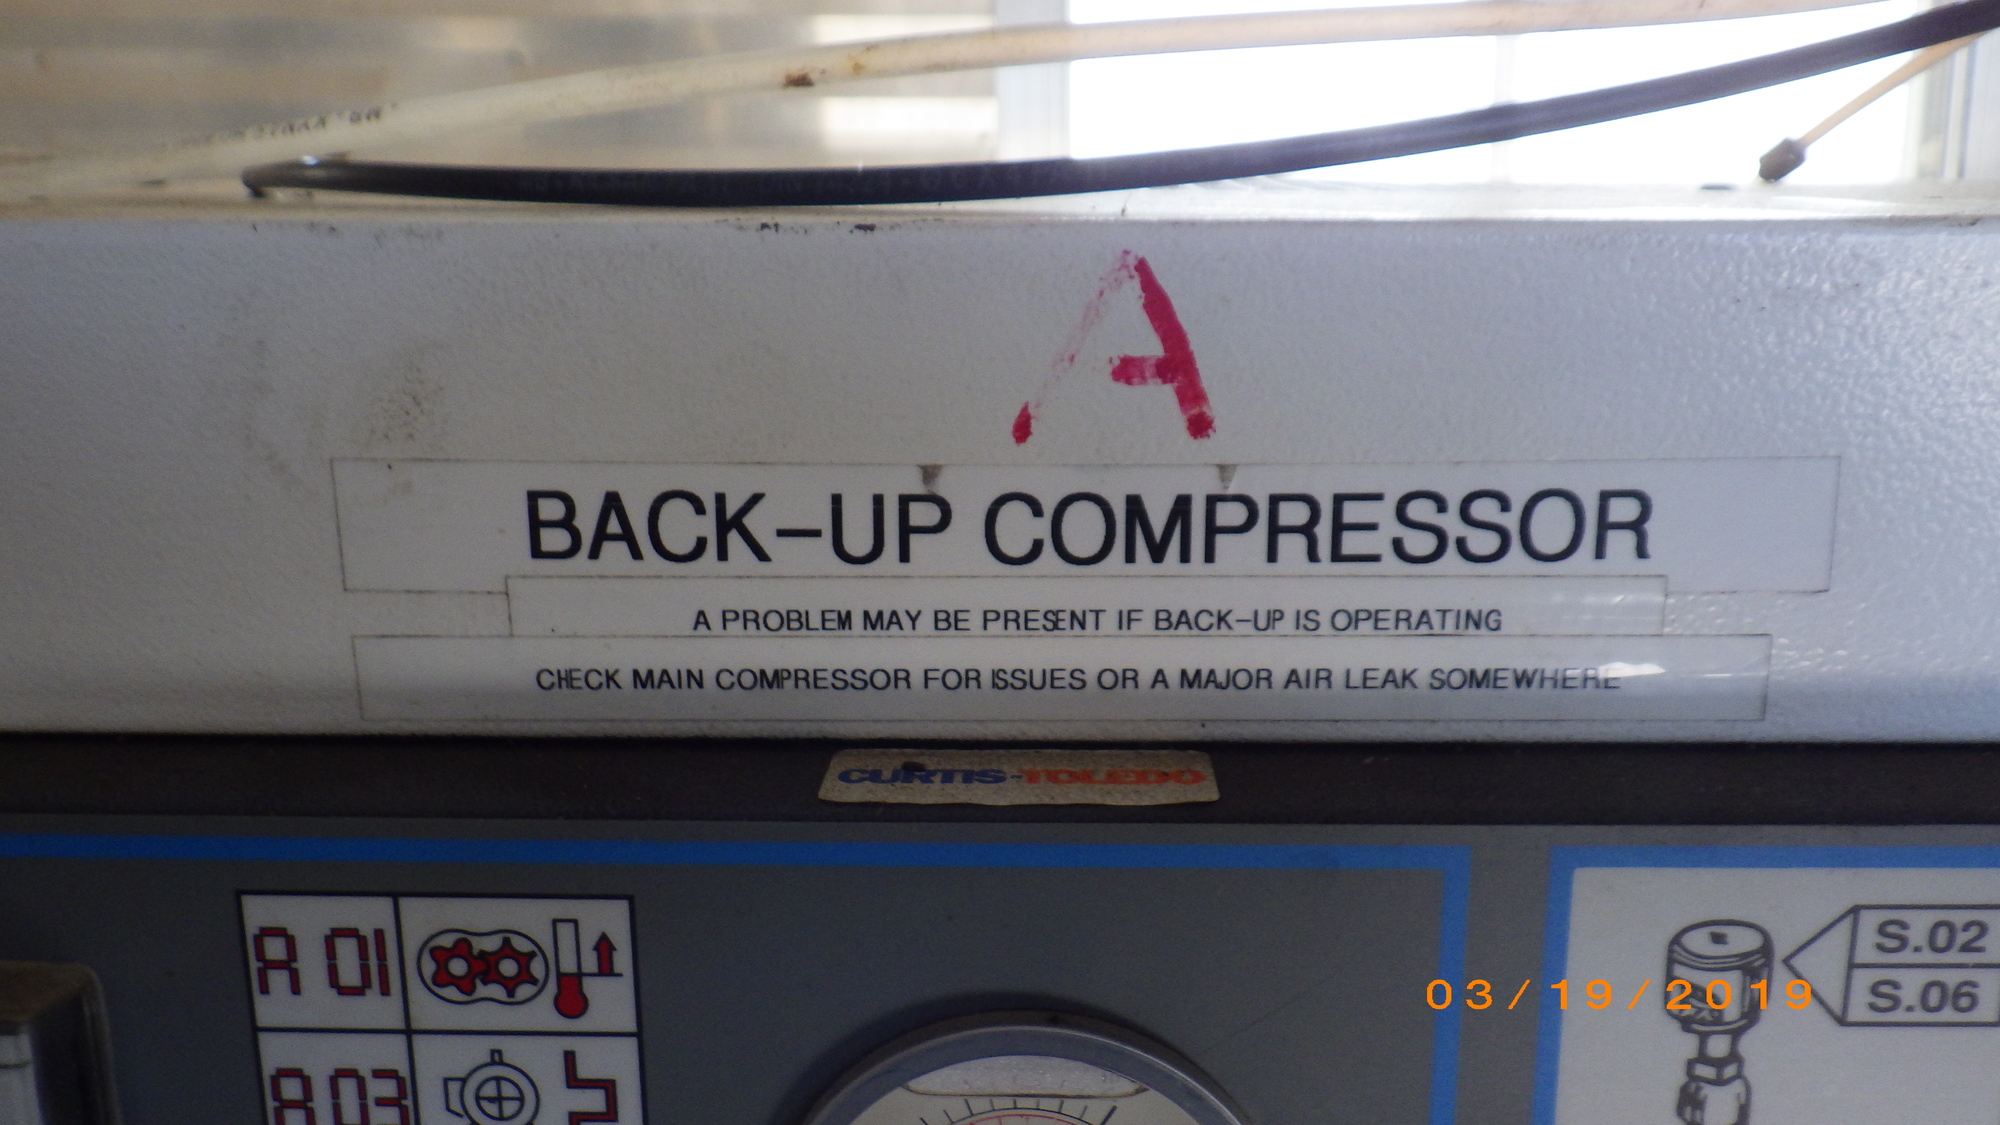 A
BACK-UP COMPRESSOR
A PROBLEM MAY BE PRESENT IF BACK-UP IS OPERATING
CHECK MAIN COMPRESSOR FOR ISSUES OR A MAJOR AIR LEAK SOMEWHERE
CURTIS-TOLEDO
A 01
S.02
S.06
03/19/2019
A 03